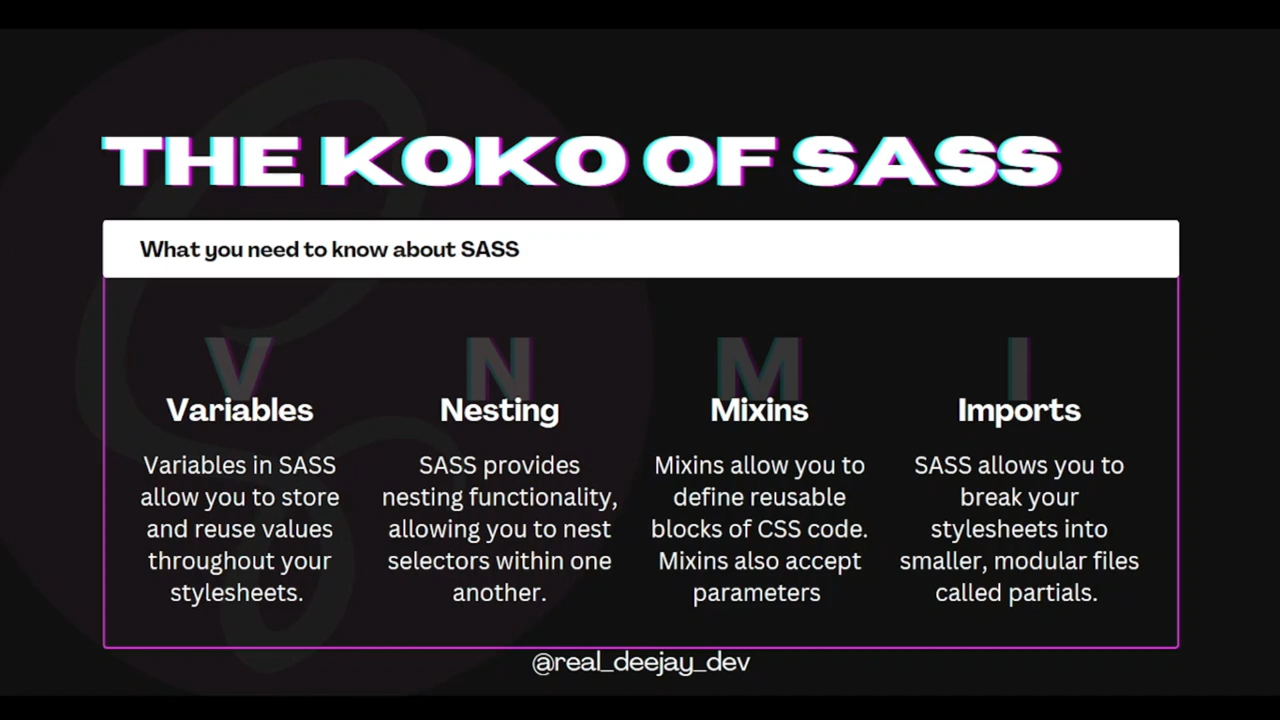 THE KOKO OF SASS
What you need to know about SASS
V
Variables
Variables in SASS
allow you to store
and reuse values
throughout your
stylesheets.
N
Nesting
SASS provides
nesting functionality,
allowing you to nest
selectors within one
another.
M
Mixins
Mixins allow you to
define reusable
blocks of CSS code.
Mixins also accept
parameters
I
Imports
SASS allows you to
break your
stylesheets into
smaller, modular files
called partials.
@real_deejay_dev